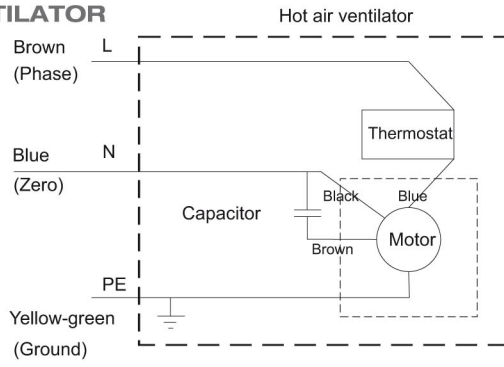 TILATOR
Hot air ventilator
Brown
L
(Phase)
Thermostat
Blue
N
(Zero)
Black
Blue
Capacitor
Motor
Brown
PE
Yellow-green
(Ground)